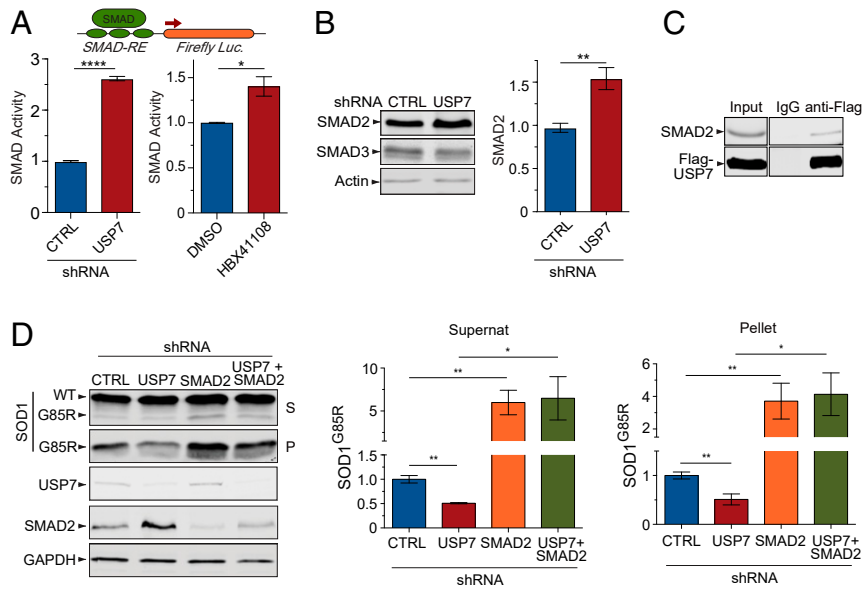 A
SMAD
SMAD-RE
Firefly Luc.
SMAD Activity
3
2
1
0
****
CTRL
USP7
shRNA
SMAD Activity
1.5
1.0
0.5
0
*
DMSO
HBX41108
B
shRNA CTRL USP7
SMAD2
SMAD3
Actin
SMAD2
1.5
1.0
0.5
0
**
CTRL
USP7
shRNA
C
Input IgG anti-Flag
SMAD2
Flag-
USP7
D
shRNA
CTRL USP7 SMAD2 USP7 +
SMAD2
SOD1
WT
G85R
S
G85R
P
USP7
SMAD2
GAPDH
Supernat
SOD1 G85R
10
5
1.0
0.5
0
**
**
*
CTRL USP7 SMAD2 USP7+
SMAD2
shRNA
Pellet
SOD1 G85R
6
4
2
1
0
**
**
*
CTRL USP7 SMAD2 USP7+
SMAD2
shRNA